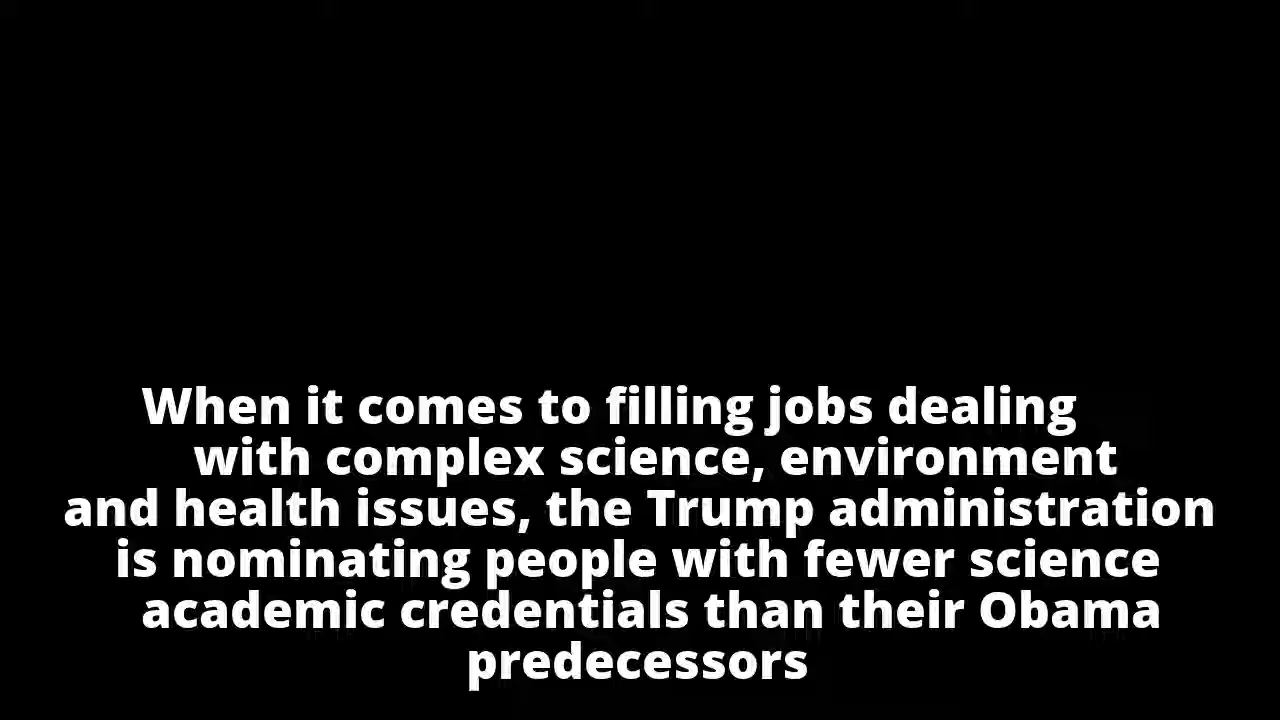 When it comes to filling jobs dealing
with complex science, environment
and health issues, the Trump administration
is nominating people with fewer science
academic credentials than their Obama
predecessors